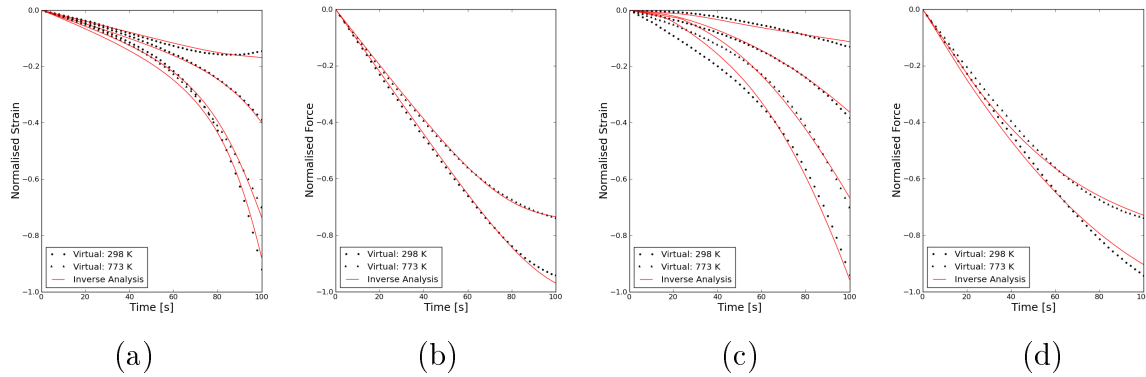 0.0
−0.2
−0.4
−0.6
−0.8
−1.0
Normalised Strain
Virtual: 298 K
Virtual: 773 K
Inverse Analysis
0 20 40 60 80 100
Time [s]
(a)
0.0
−0.2
−0.4
−0.6
−0.8
−1.0
Normalised Force
Virtual: 298 K
Virtual: 773 K
Inverse Analysis
0 20 40 60 80 100
Time [s]
(b)
0.0
−0.2
−0.4
−0.6
−0.8
−1.0
Normalised Strain
Virtual: 298 K
Virtual: 773 K
Inverse Analysis
0 20 40 60 80 100
Time [s]
(c)
0.0
−0.2
−0.4
−0.6
−0.8
−1.0
Normalised Force
Virtual: 298 K
Virtual: 773 K
Inverse Analysis
0 20 40 60 80 100
Time [s]
(d)